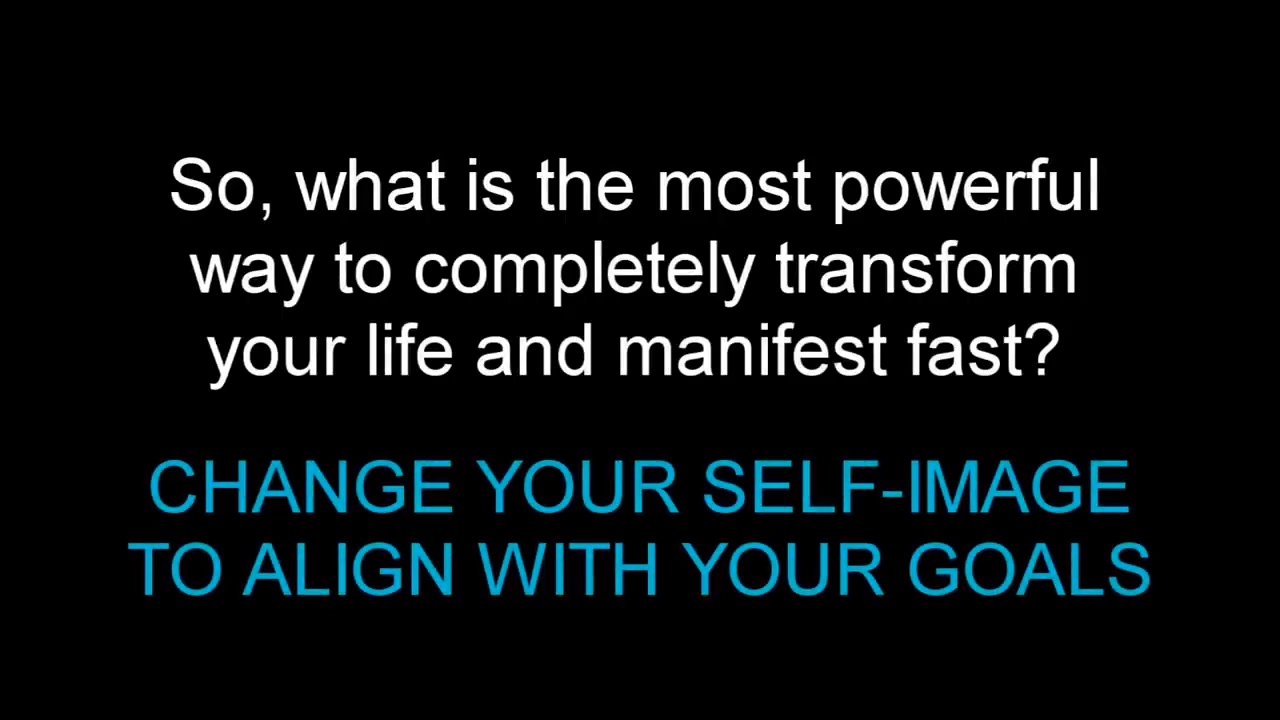 So, what is the most powerful
way to completely transform
your life and manifest fast?
CHANGE YOUR SELF-IMAGE
TO ALIGN WITH YOUR GOALS